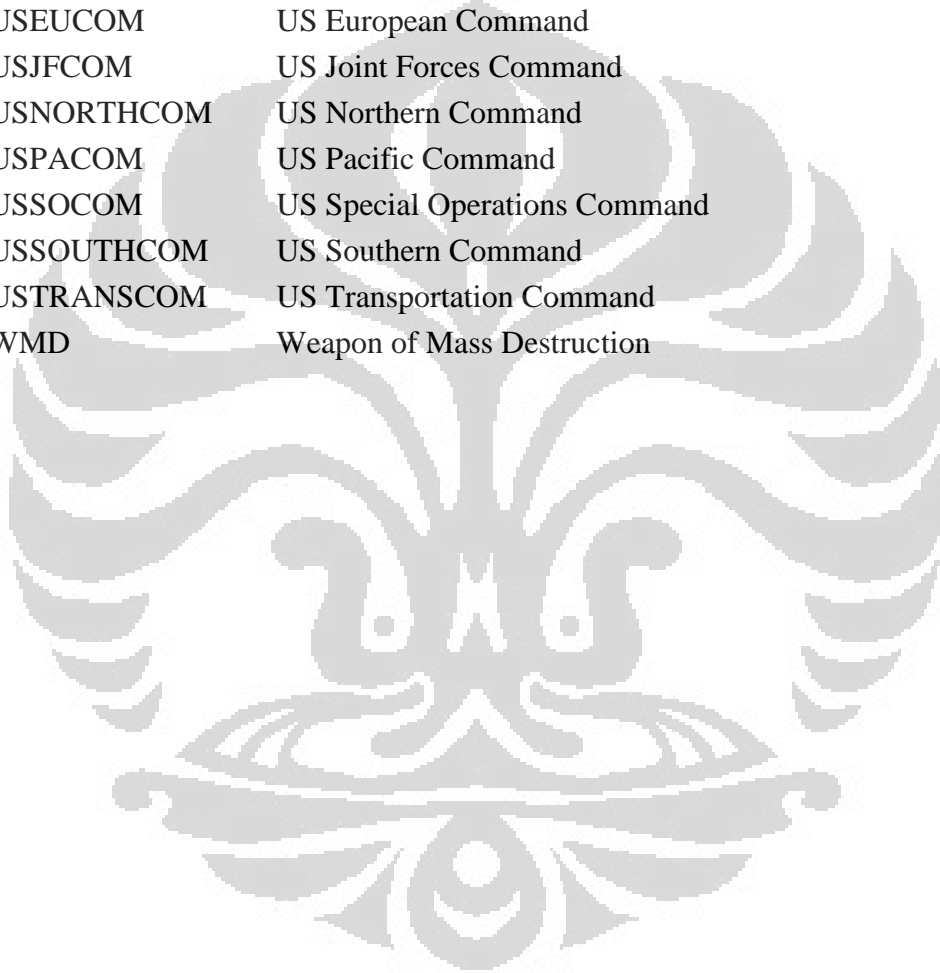 USEUCOM US European Command
USJFCOM US Joint Forces Command
USNORTHCOM US Northern Command
USPACOM US Pacific Command
USSOCOM US Special Operations Command
USSOUTHCOM US Southern Command
USTRANSCOM US Transportation Command
WMD Weapon of Mass Destruction